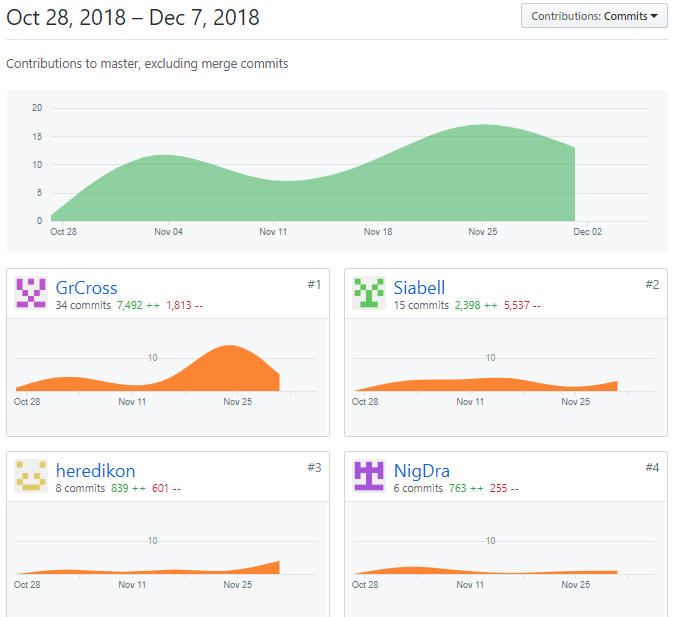 Oct 28, 2018 – Dec 7, 2018
Contributions: Commits
Contributions to master, excluding merge commits
20
15
10
5
0
Oct 28 Nov 04 Nov 11 Nov 18 Nov 25 Dec 02
GrCross #1
34 commits 7,492 ++ 1,813 --
10
Oct 28 Nov 11 Nov 25
Siabell #2
15 commits 2,398 ++ 5,537 --
10
Oct 28 Nov 11 Nov 25
heredikon #3
8 commits 839 ++ 601 --
10
Oct 28 Nov 11 Nov 25
NigDra #4
6 commits 763 ++ 255 --
10
Oct 28 Nov 11 Nov 25